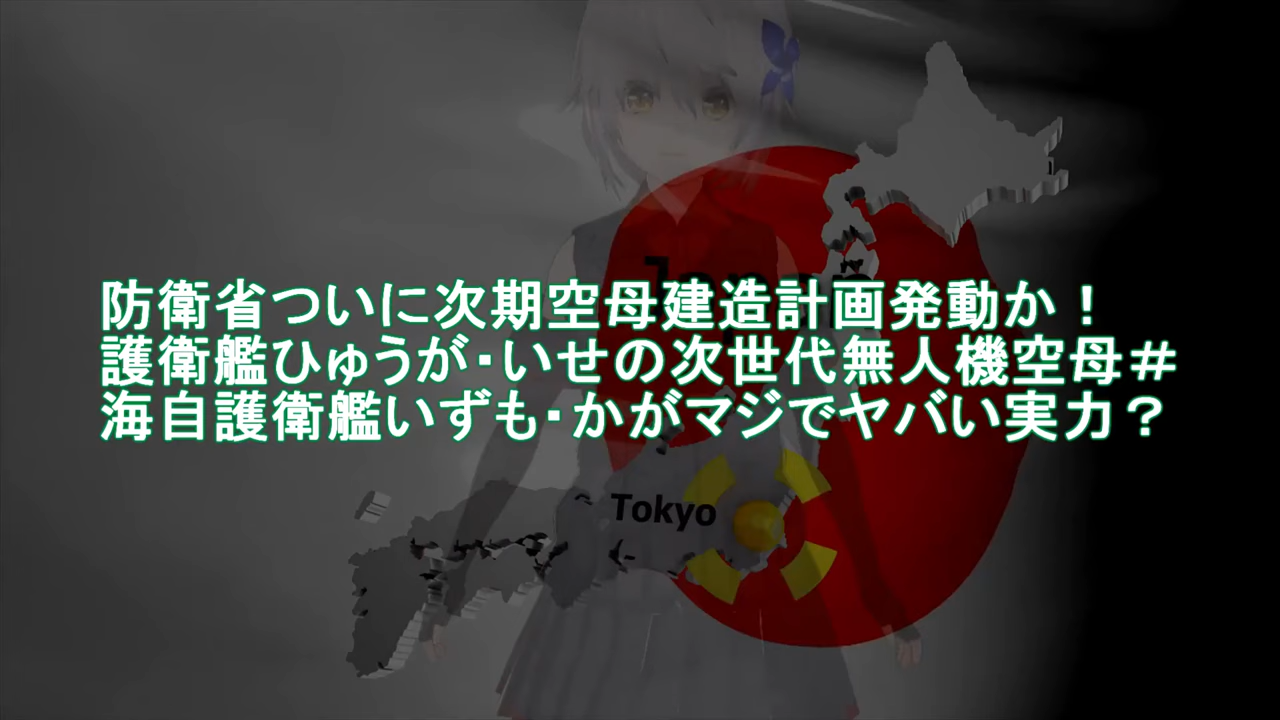 防衛省ついに次期空母建造計画発動か！
護衛艦ひゅうが・いせの次世代無人機空母＃
海自護衛艦いずも・かがマジでヤバい実力？
Japan
Tokyo